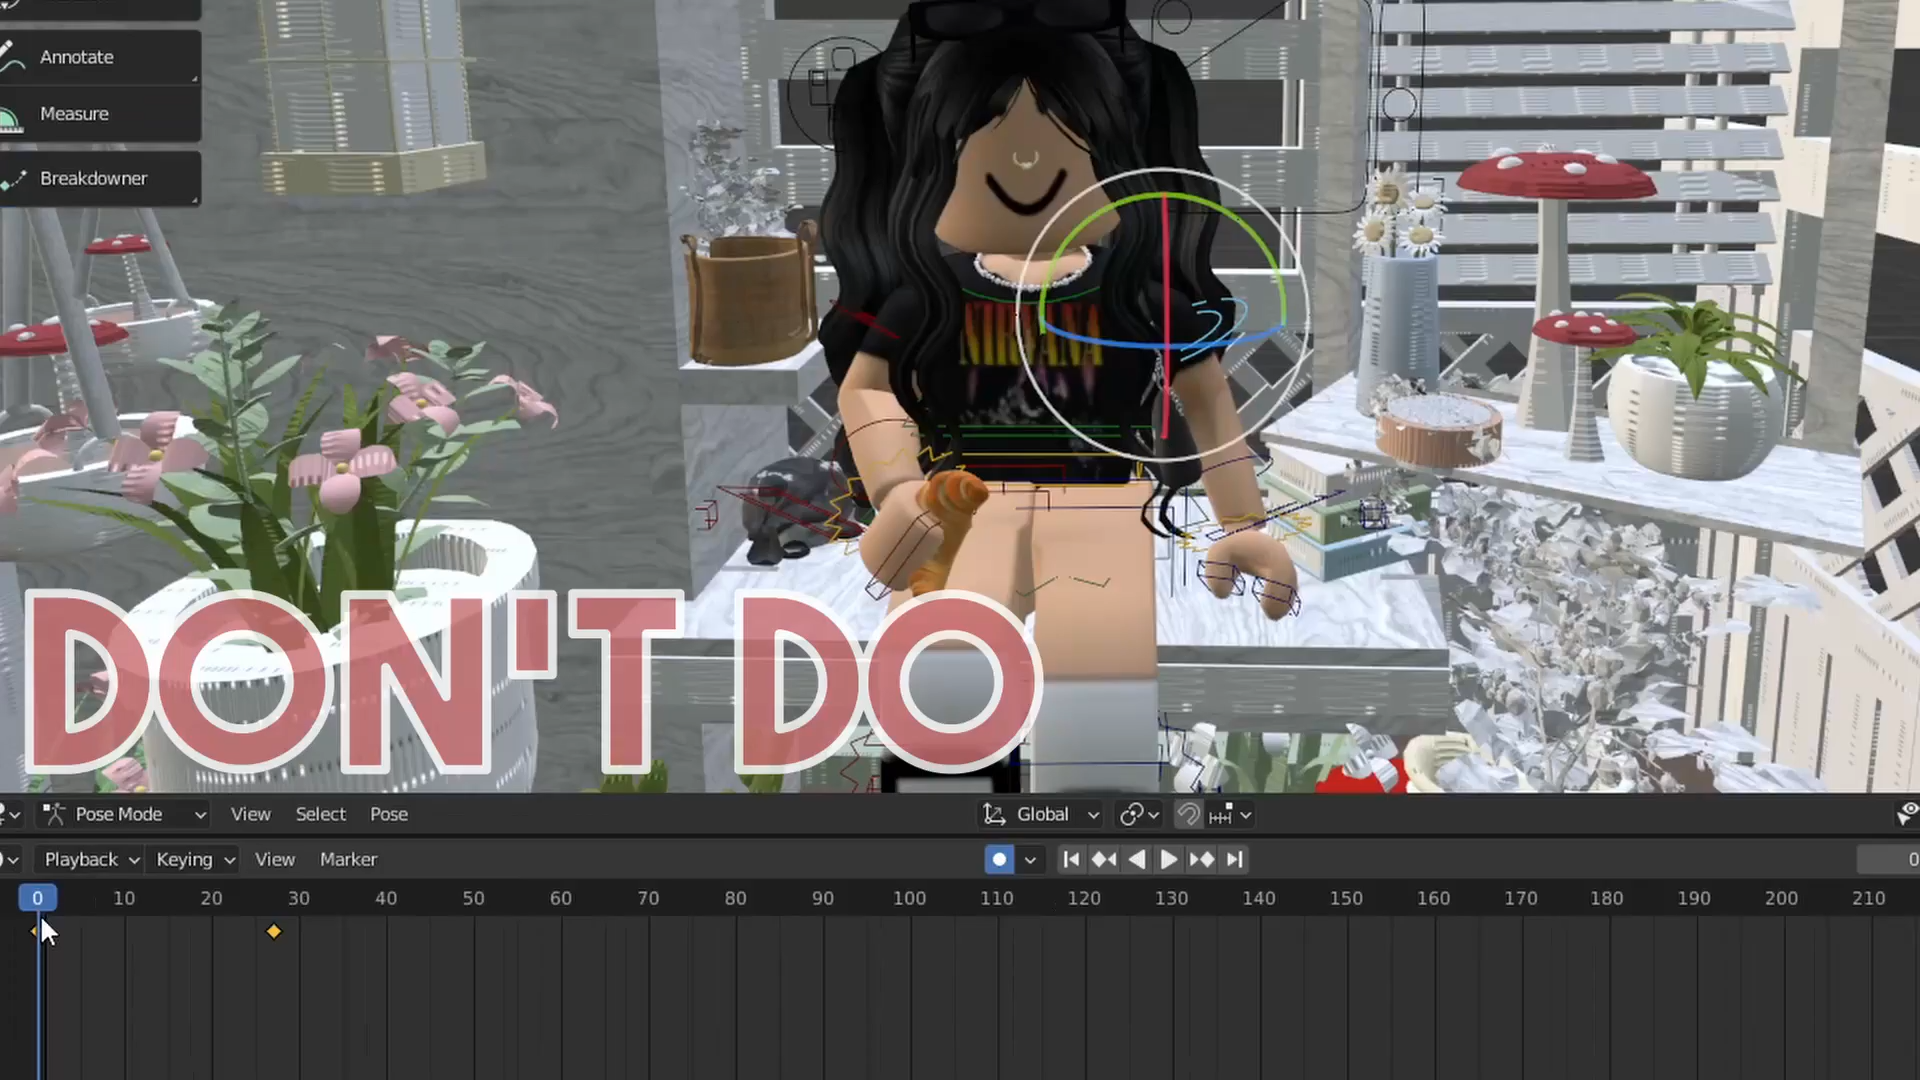 Annotate
Measure
Breakdowner
NIRVANA
DON'T DO
Pose Mode View Select Pose Global
Playback Keying View Marker 0
0 10 20 30 40 50 60 70 80 90 100 110 120 130 140 150 160 170 180 190 200 210